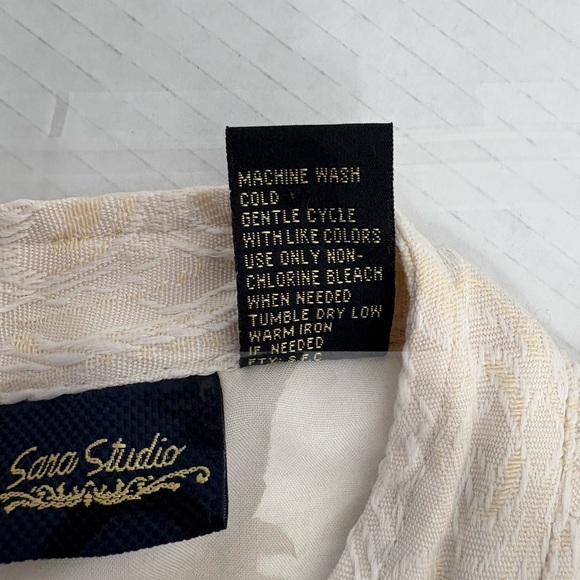 MACHINE WASH
COLD
GENTLE CYCLE
WITH LIKE COLORS
USE ONLY NON-
CHLORINE BLEACH
WHEN NEEDED
TUMBLE DRY LOW
WARM IRON
IF NEEDED
FTY: S.F.C
Sara Studio